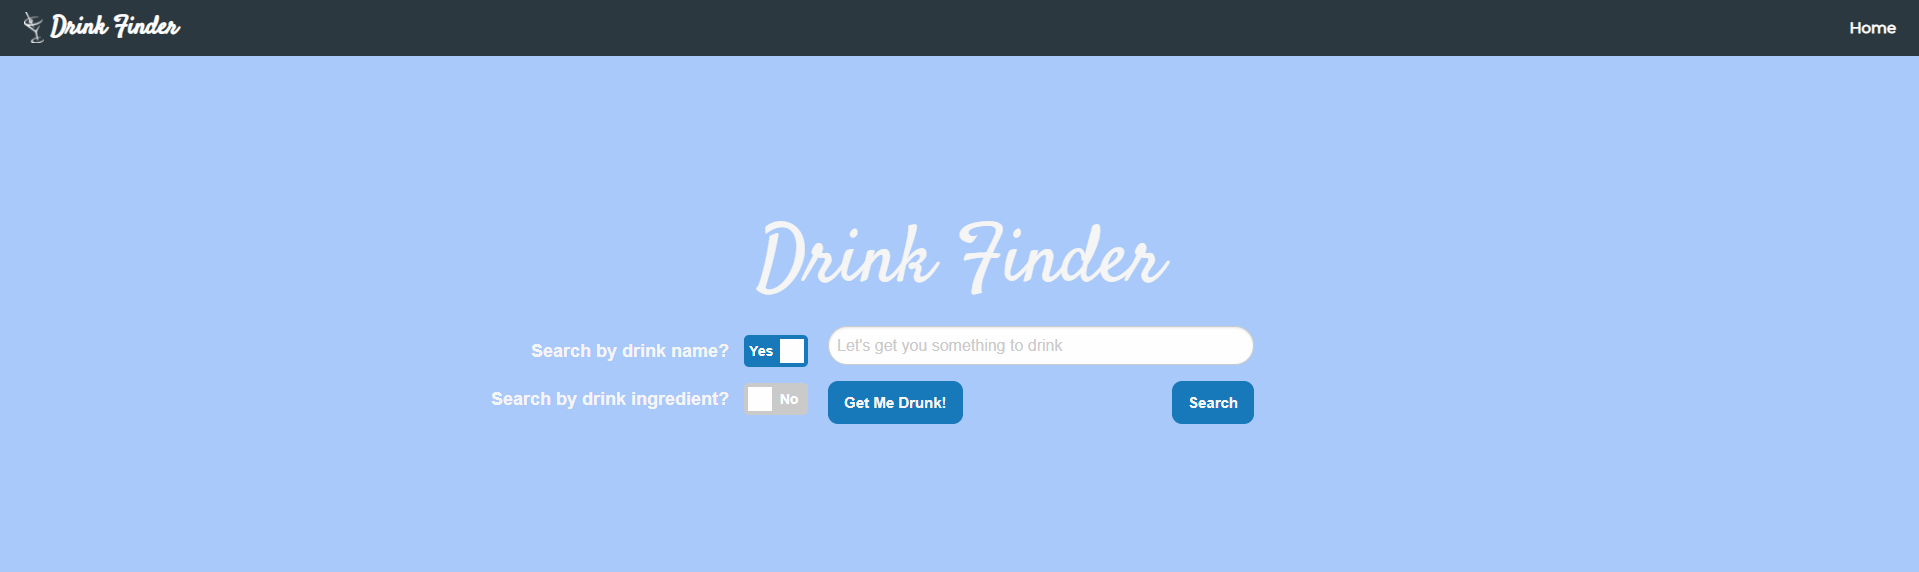 Drink Finder
Home
Drink Finder
Search by drink name? Yes Let's get you something to drink
Search by drink ingredient? No Get Me Drunk! Search